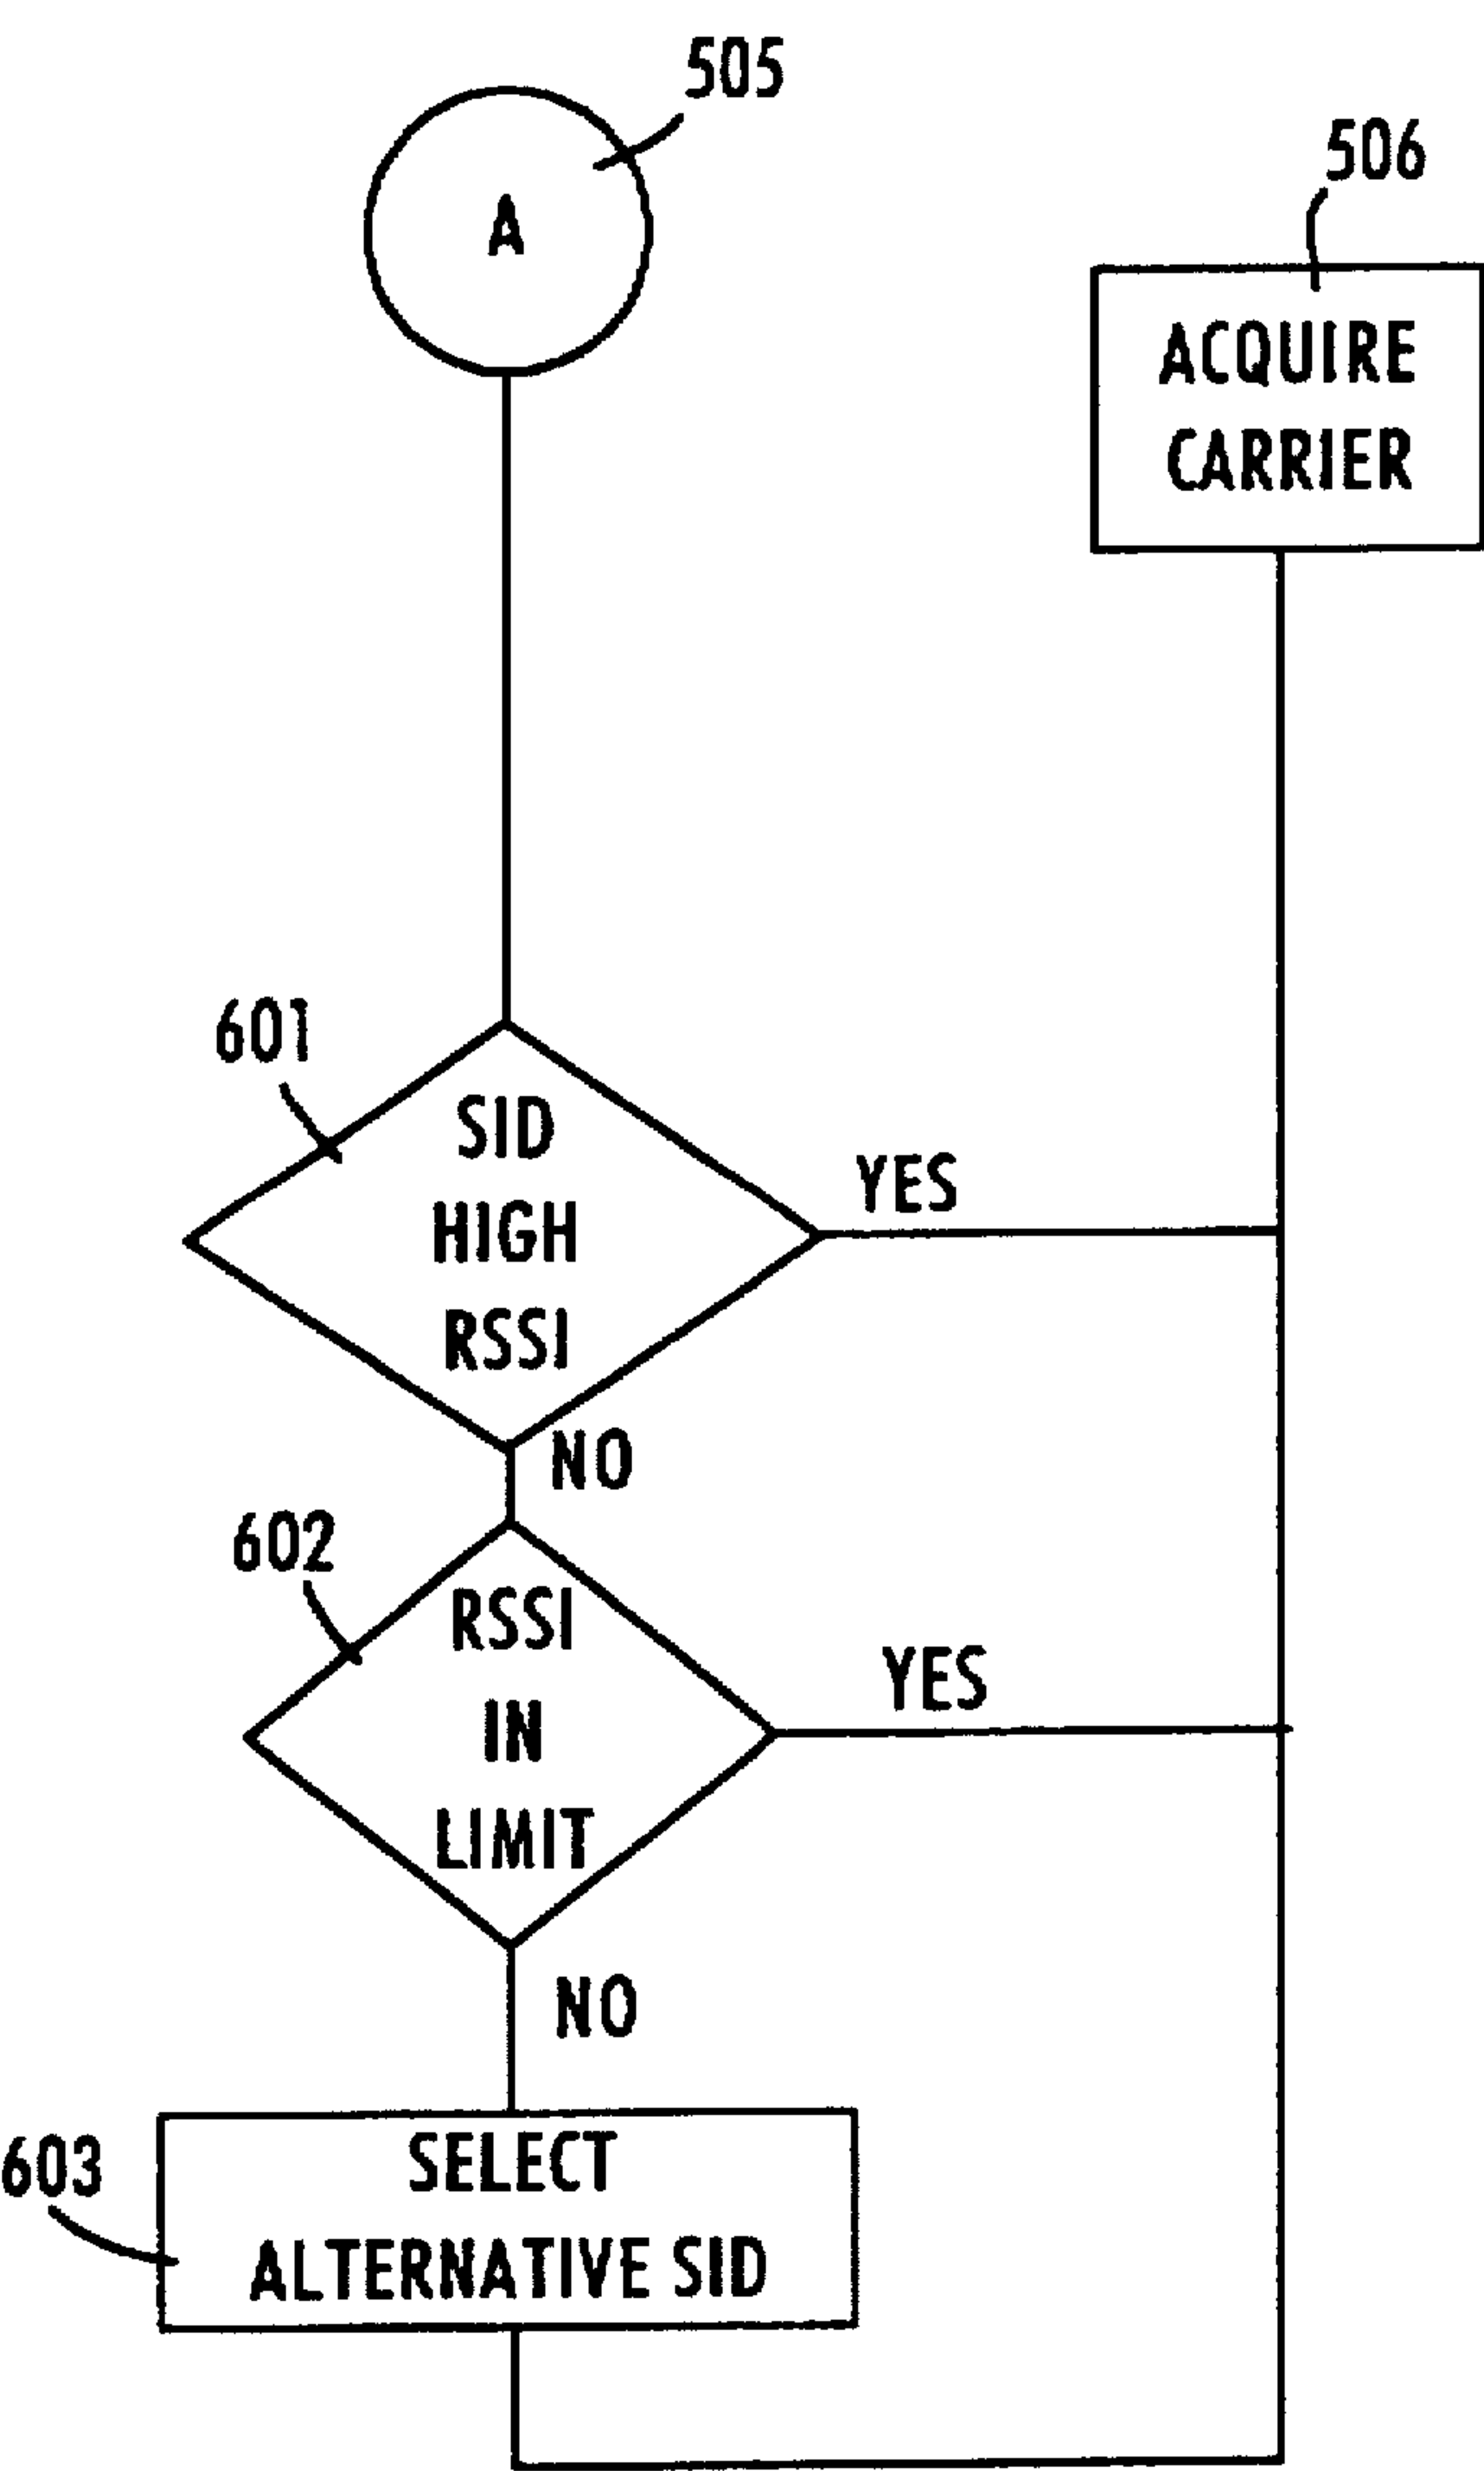 505
A
506
ACQUIRE
CARRIER
601
SID
HIGH
RSSI
YES
NO
602
RSSI
IN
LIMIT
YES
NO
603
SELECT
ALTERNATIVE SID